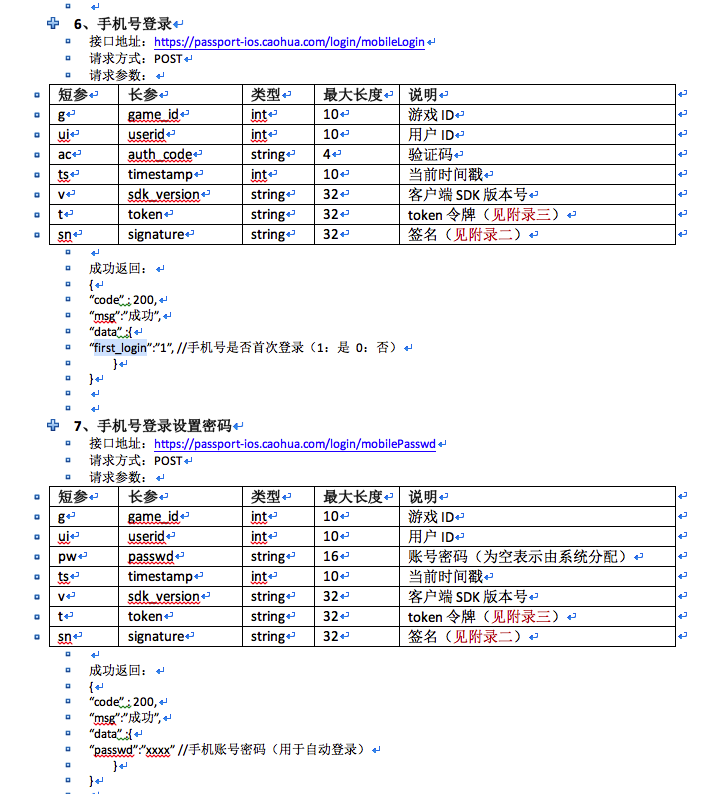 6、手机号登录
接口地址：https://passport-ios.caohua.com/login/mobileLogin
请求方式：POST
请求参数：
短参 长参 类型 最大长度 说明
g game_id int 10 游戏 ID
ui userid int 10 用户 ID
ac auth_code string 4 验证码
ts timestamp int 10 当前时间戳
v sdk_version string 32 客户端 SDK 版本号
t token string 32 token 令牌（见附录三）
sn signature string 32 签名（见附录二）
成功返回：
{
“code” : 200,
“msg”:”成功”,
“data” :{
“first_login”:”1”, //手机号是否首次登录（1：是 0：否）
}
}
7、手机号登录设置密码
接口地址：https://passport-ios.caohua.com/login/mobilePasswd
请求方式：POST
请求参数：
短参 长参 类型 最大长度 说明
g game_id int 10 游戏 ID
ui userid int 10 用户 ID
pw passwd string 16 账号密码（为空表示由系统分配）
ts timestamp int 10 当前时间戳
v sdk_version string 32 客户端 SDK 版本号
t token string 32 token 令牌（见附录三）
sn signature string 32 签名（见附录二）
成功返回：
{
“code” : 200,
“msg”:”成功”,
“data” :{
“passwd”:”xxxx” //手机账号密码（用于自动登录）
}
}